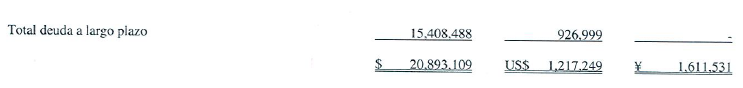 Total deuda a largo plazo 15,408,488 926,999 -
$ 20,893,109 US$ 1,217,249 ¥ 1,611,531